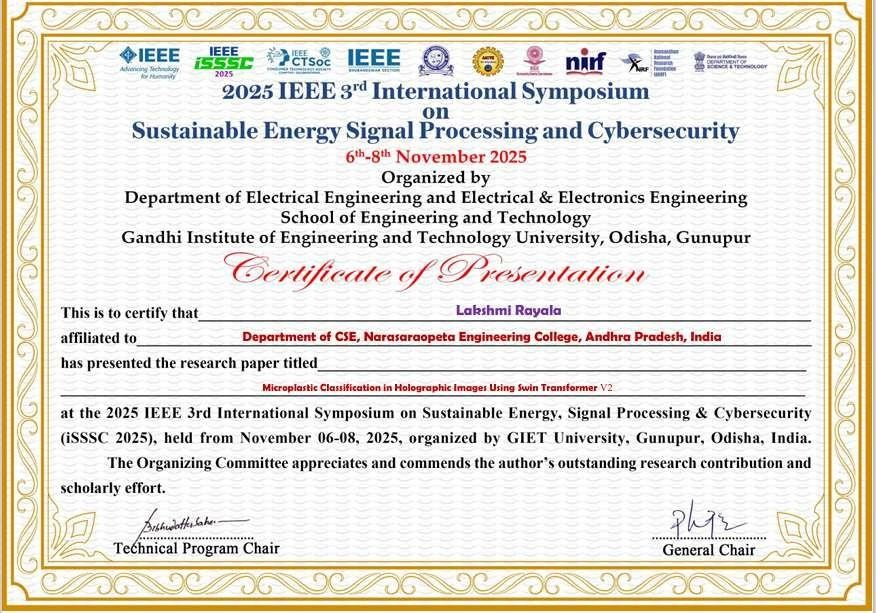 IEEE
Advancing Technology
for Humanity
IEEE
iSSSC
2025
IEEE
CTSoc
CONSUMER TECHNOLOGY SOCIETY
IEEE
BHUBANESWAR SECTION
nirf
DEPARTMENT OF
SCIENCE & TECHNOLOGY
2025 IEEE 3rd International Symposium
on
Sustainable Energy Signal Processing and Cybersecurity
6th-8th November 2025
Organized by
Department of Electrical Engineering and Electrical & Electronics Engineering
School of Engineering and Technology
Gandhi Institute of Engineering and Technology University, Odisha, Gunupur
Certificate of Presentation
This is to certify that Lakshmi Rayala
affiliated to Department of CSE, Narasaraopeta Engineering College, Andhra Pradesh, India
has presented the research paper titled
Microplastic Classification in Holographic Images Using Swin Transformer V2
at the 2025 IEEE 3rd International Symposium on Sustainable Energy, Signal Processing & Cybersecurity
(iSSSC 2025), held from November 06-08, 2025, organized by GIET University, Gunupur, Odisha, India.
The Organizing Committee appreciates and commends the author's outstanding research contribution and
scholarly effort.
Technical Program Chair
General Chair